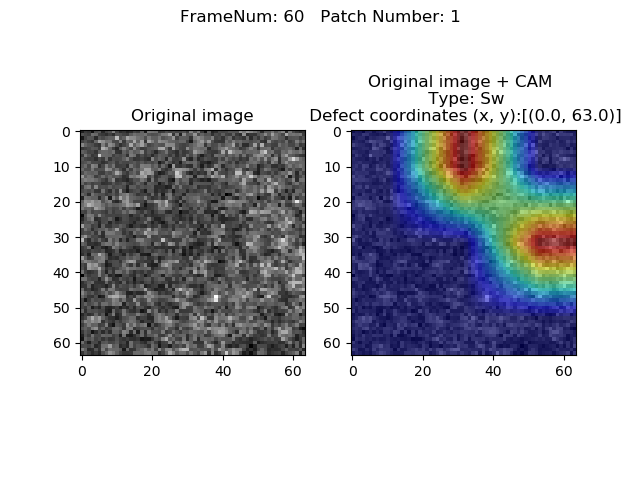 FrameNum: 60   Patch Number: 1
Original image
0
10
20
30
40
50
60
0 20 40 60
Original image + CAM
Type: Sw
Defect coordinates (x, y):[(0.0, 63.0)]
0
10
20
30
40
50
60
0 20 40 60